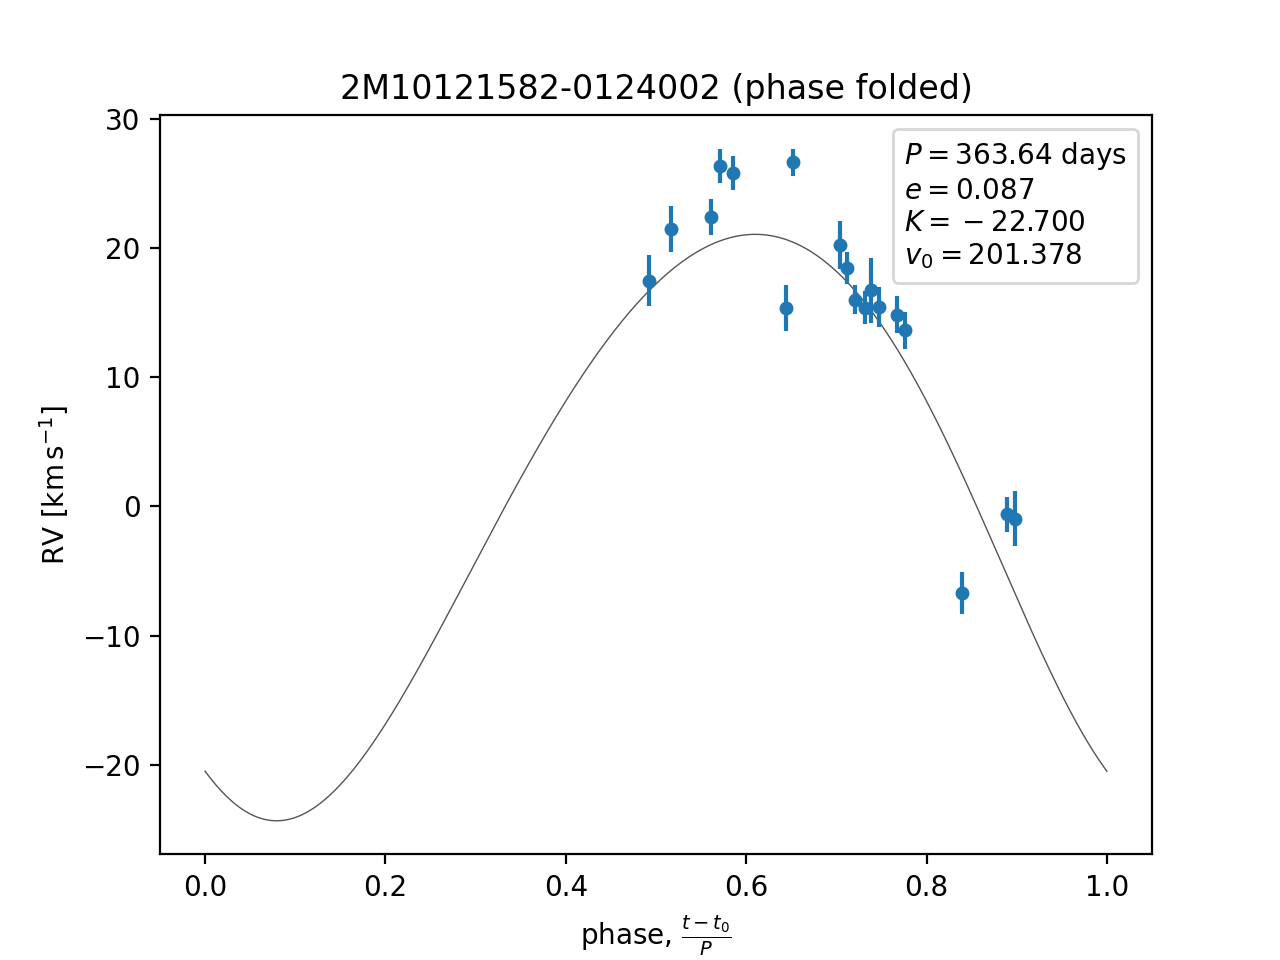 2M10121582-0124002 (phase folded)
P = 363.64 days
e = 0.087
K = −22.700
v₀ = 201.378
RV [km s⁻¹]
30
20
10
0
−10
−20
0.0 0.2 0.4 0.6 0.8 1.0
phase, (t − t₀)/P